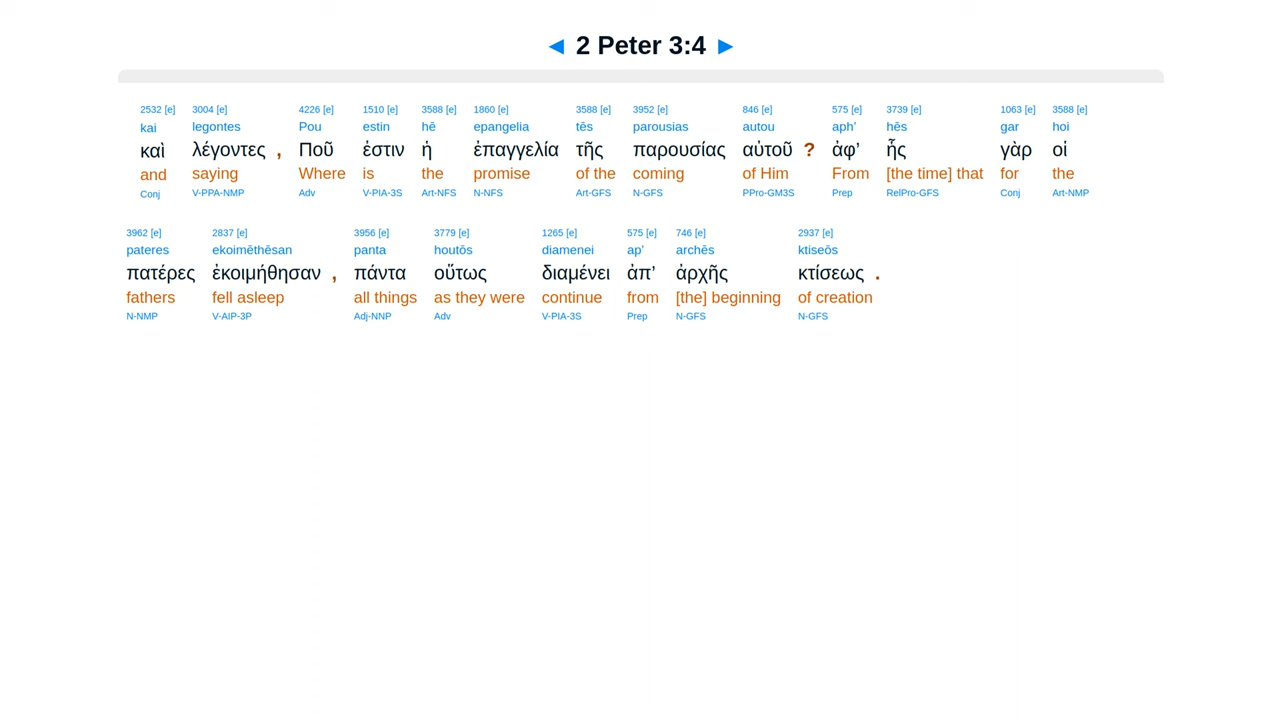 ◄ 2 Peter 3:4 ►
2532 [e] 3004 [e] 4226 [e] 1510 [e] 3588 [e] 1860 [e] 3588 [e] 3952 [e] 846 [e] 575 [e] 3739 [e] 1063 [e] 3588 [e]
kai legontes Pou estin hē epangelia tēs parousias autou aph’ hēs gar hoi
καὶ λέγοντες , Ποῦ ἐστιν ἡ ἐπαγγελία τῆς παρουσίας αὐτοῦ ? ἀφ’ ἧς γὰρ οἱ
and saying Where is the promise of the coming of Him From [the time] that for the
Conj V-PPA-NMP Adv V-PIA-3S Art-NFS N-NFS Art-GFS N-GFS PPro-GM3S Prep RelPro-GFS Conj Art-NMP
3962 [e] 2837 [e] 3956 [e] 3779 [e] 1265 [e] 575 [e] 746 [e] 2937 [e]
pateres ekoimēthēsan panta houtōs diamenei ap’ archēs ktiseōs
πατέρες ἐκοιμήθησαν , πάντα οὕτως διαμένει ἀπ’ ἀρχῆς κτίσεως .
fathers fell asleep all things as they were continue from [the] beginning of creation
N-NMP V-AIP-3P Adj-NNP Adv V-PIA-3S Prep N-GFS N-GFS